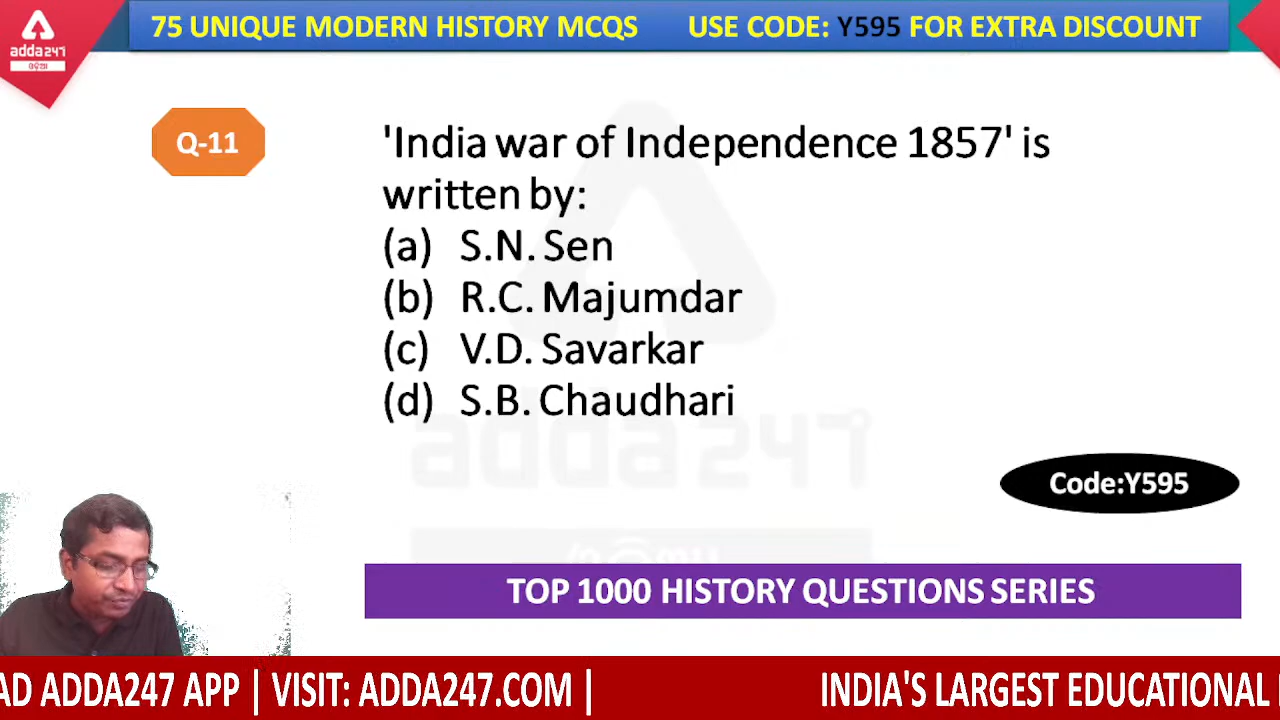 75 UNIQUE MODERN HISTORY MCQS USE CODE: Y595 FOR EXTRA DISCOUNT
adda247
ଓଡ଼ିଆ
Q-11
'India war of Independence 1857' is
written by:
(a) S.N. Sen
(b) R.C. Majumdar
(c) V.D. Savarkar
(d) S.B. Chaudhari
adda247
Code:Y595
TOP 1000 HISTORY QUESTIONS SERIES
AD ADDA247 APP | VISIT: ADDA247.COM | INDIA'S LARGEST EDUCATIONAL